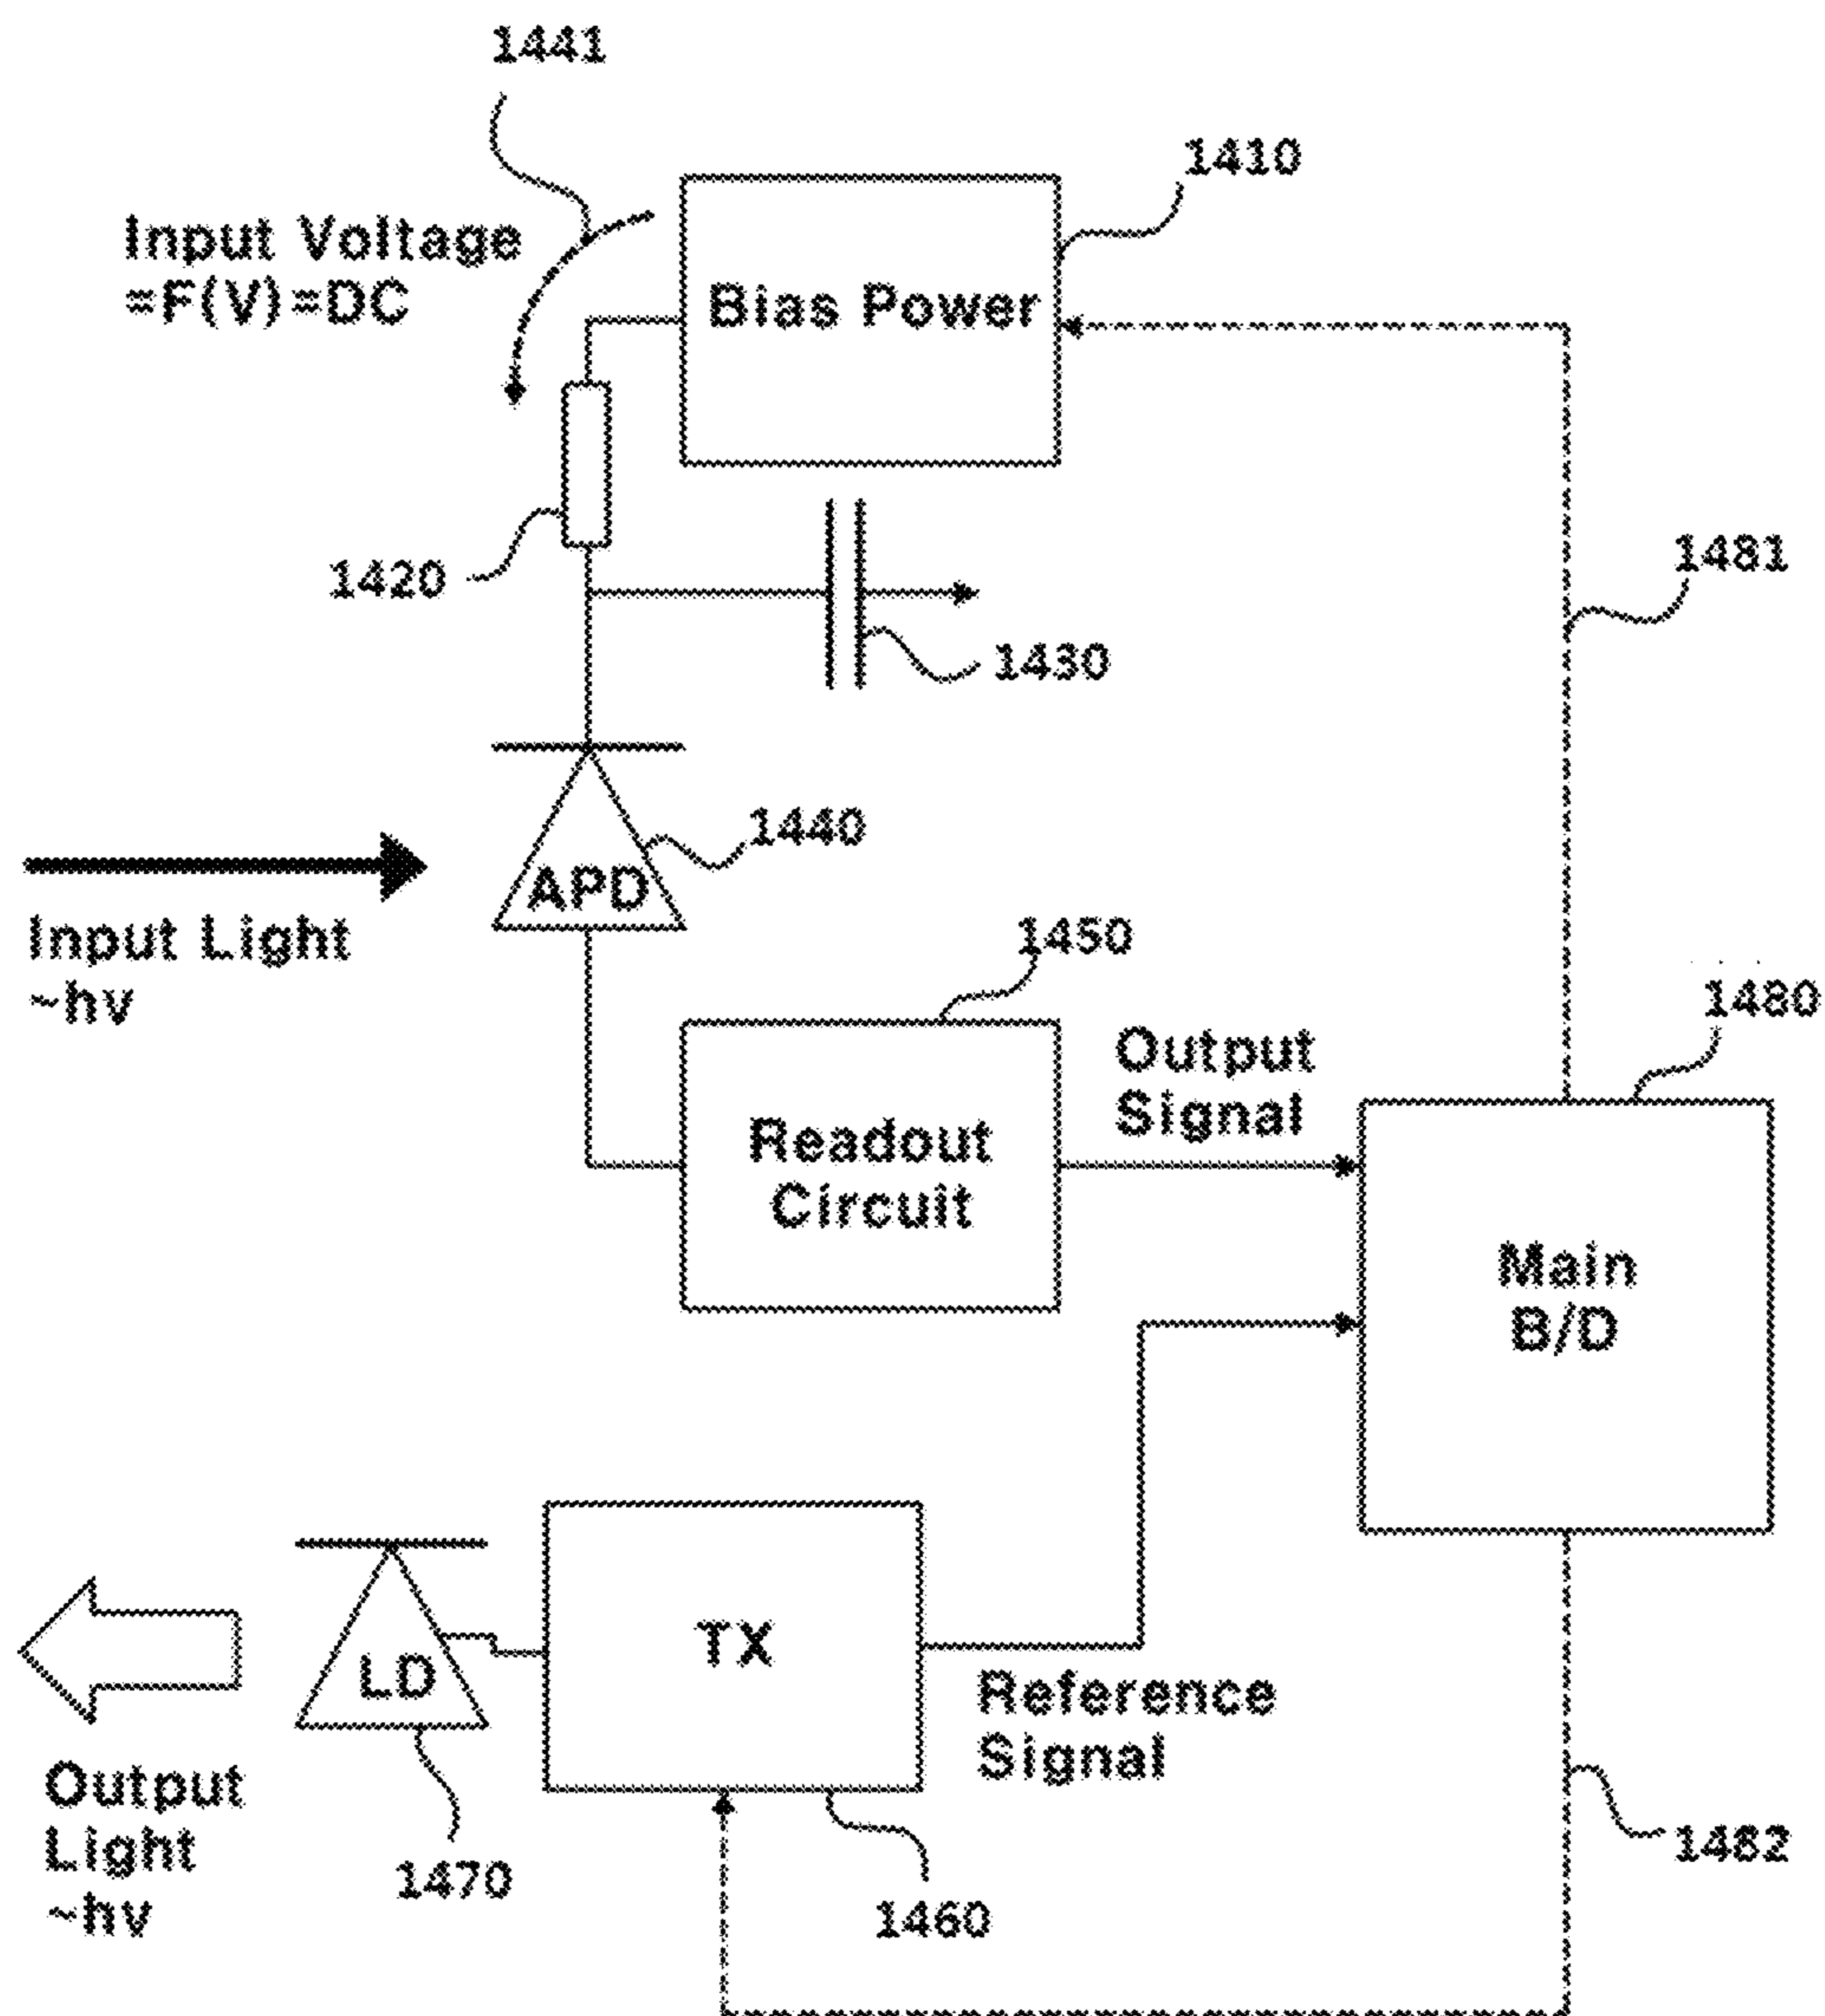 1441
1410
Input Voltage
=F(V)=DC
Bias Power
1481
1420
1430
1440
APD
Input Light
~hv
1450
1480
Output
Signal
Readout
Circuit
Main
B/D
TX
LD
Reference
Signal
Output
Light
~hv
1470
1460
1482